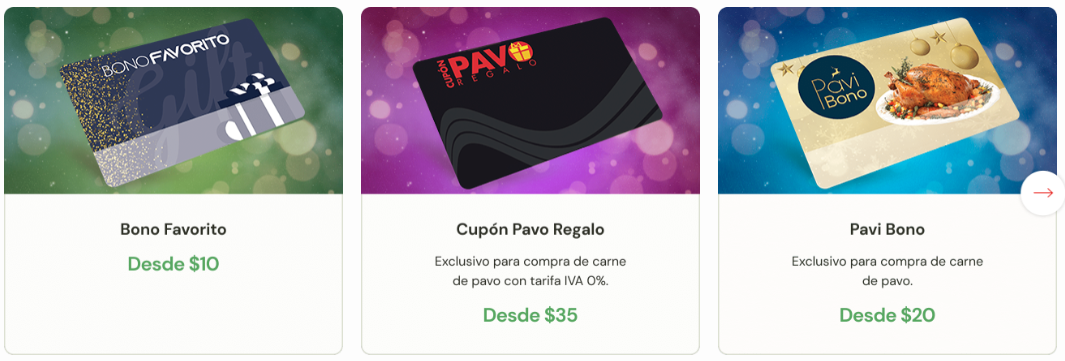 BONO FAVORITO
Gift
Bono Favorito
Desde $10
CUPÓN
PAVO
REGALO
Cupón Pavo Regalo
Exclusivo para compra de carne
de pavo con tarifa IVA 0%.
Desde $35
Pavi
Bono
Pavi Bono
Exclusivo para compra de carne
de pavo.
Desde $20